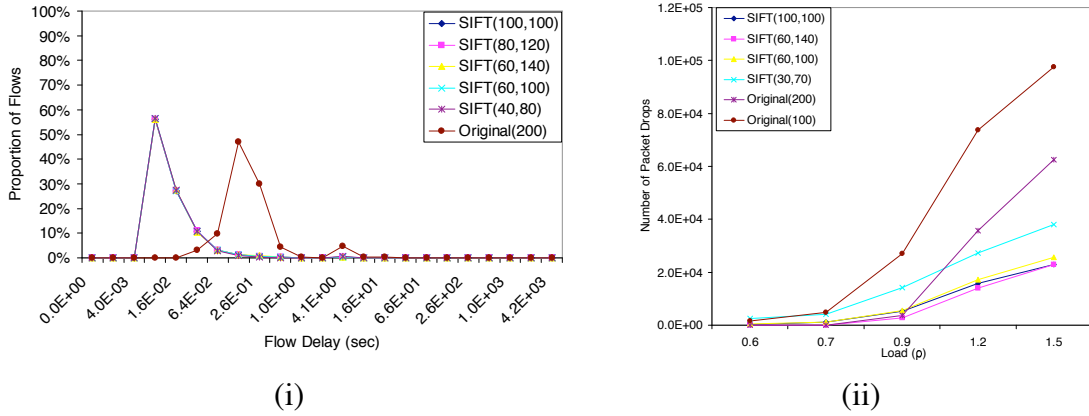 100%
90%
80%
70%
60%
50%
40%
30%
20%
10%
0%
Proportion of Flows
SIFT(100,100)
SIFT(80,120)
SIFT(60,140)
SIFT(60,100)
SIFT(40,80)
Original(200)
0.0E+00
4.0E-03
1.6E-02
6.4E-02
2.6E-01
1.0E+00
4.1E+00
1.6E+01
6.6E+01
2.6E+02
1.0E+03
4.2E+03
Flow Delay (sec)
(i)
1.2E+05
1.0E+05
8.0E+04
6.0E+04
4.0E+04
2.0E+04
0.0E+00
Number of Packet Drops
SIFT(100,100)
SIFT(60,140)
SIFT(60,100)
SIFT(30,70)
Original(200)
Original(100)
0.6
0.7
0.9
1.2
1.5
Load (ρ)
(ii)